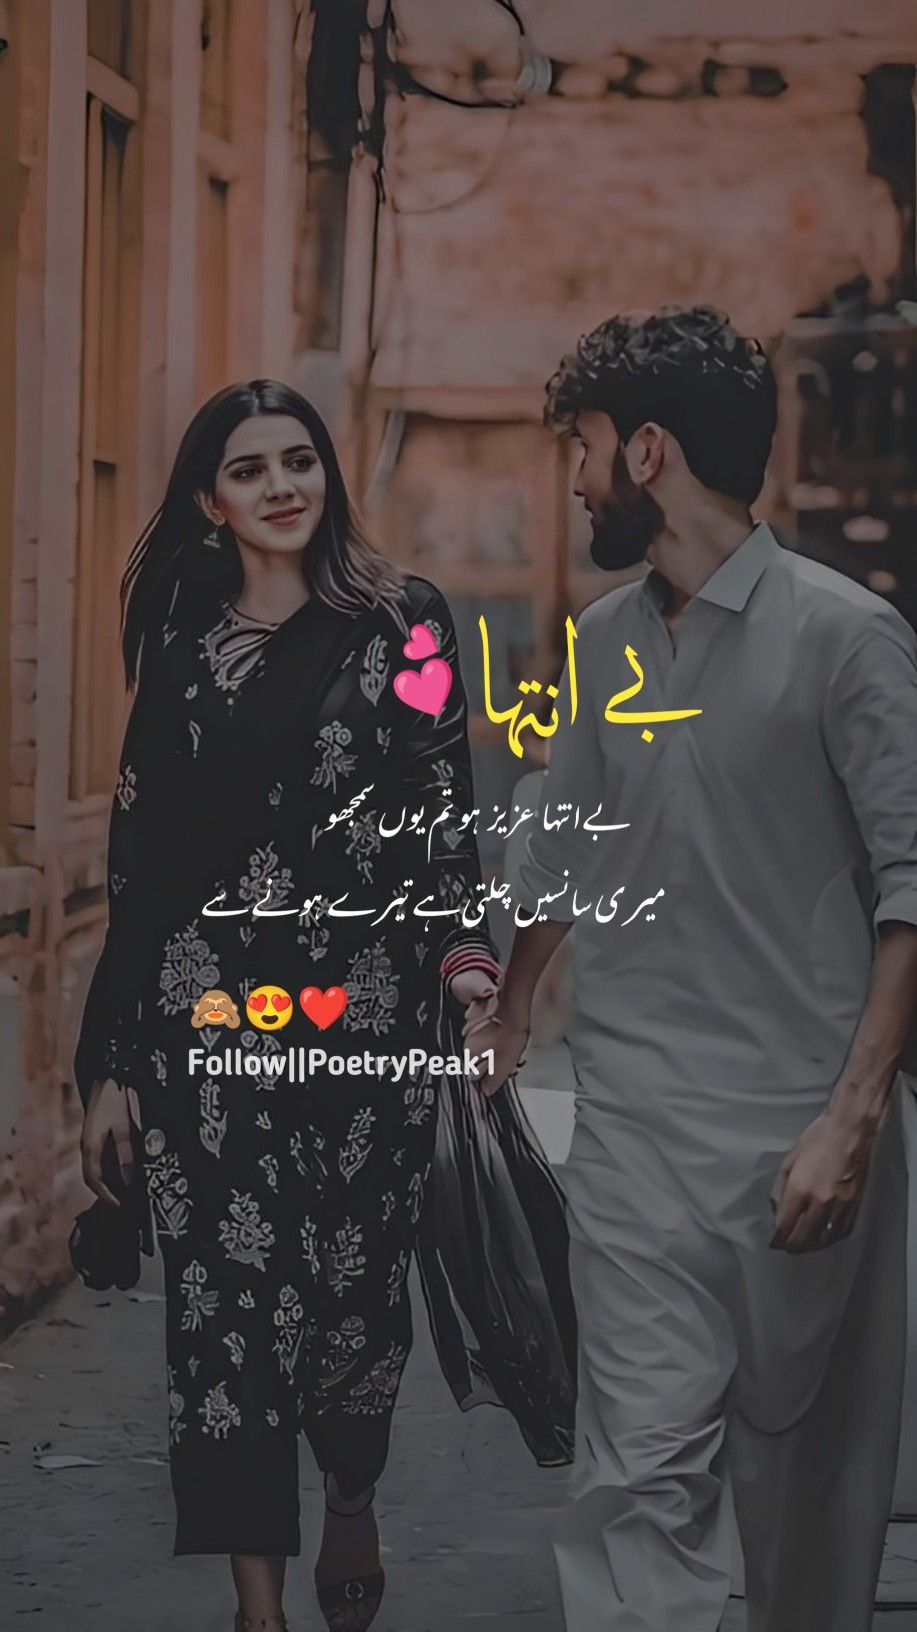 بے انتہا 💕
بے انتہا عزیز ہو تم یوں سمجھو
میری سانسیں چلتی ہے تیرے ہونے سے
🙈😍❤️
Follow||PoetryPeak1